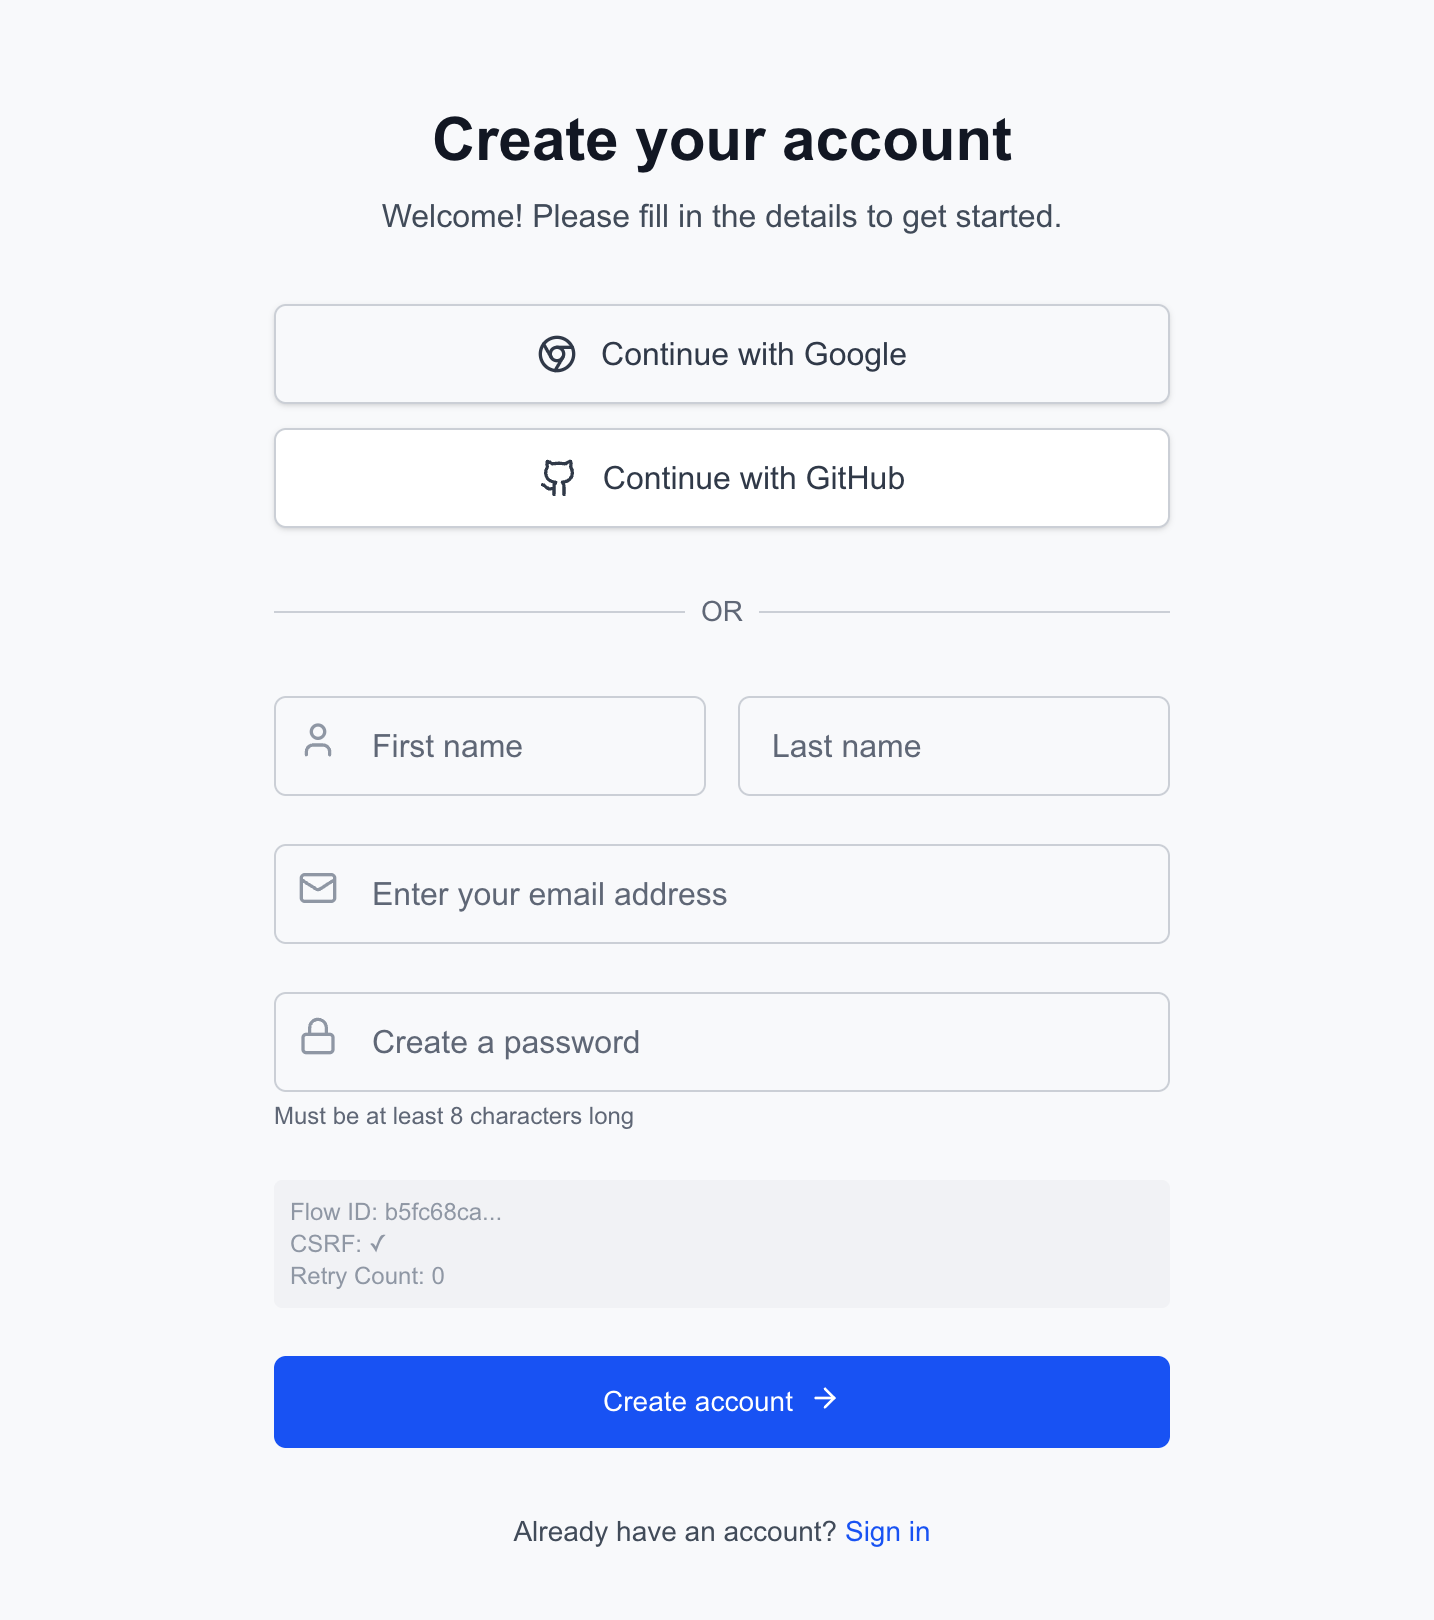 Create your account
Welcome! Please fill in the details to get started.
Continue with Google
Continue with GitHub
OR
First name
Last name
Enter your email address
Create a password
Must be at least 8 characters long
Flow ID: b5fc68ca...
CSRF: ✓
Retry Count: 0
Create account →
Already have an account? Sign in